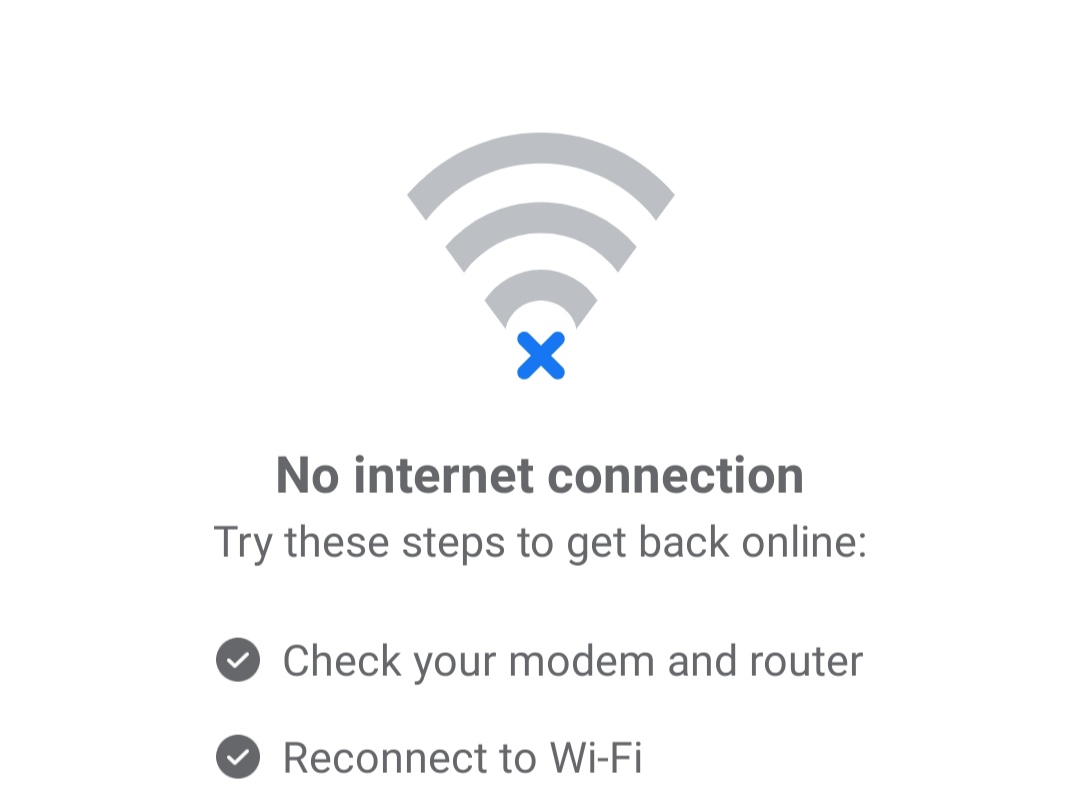 No internet connection
Try these steps to get back online:
Check your modem and router
Reconnect to Wi-Fi